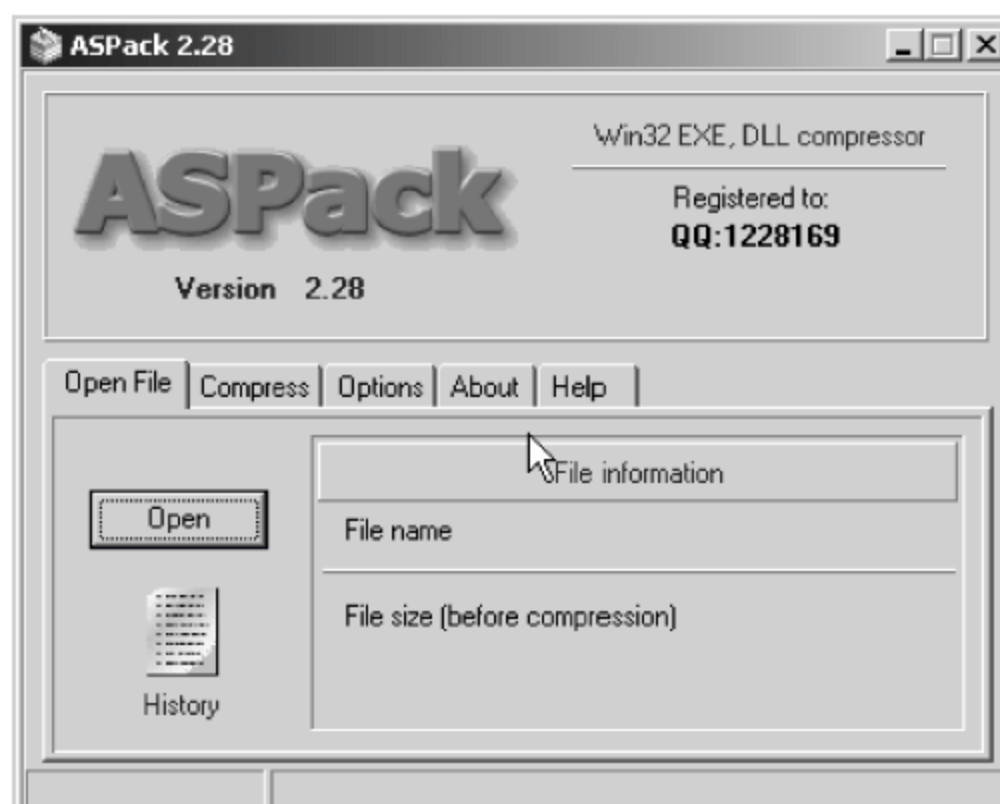 ASPack 2.28
Win32 EXE, DLL compressor
ASPack
Registered to:
QQ:1228169
Version 2.28
Open File Compress Options About Help
File information
Open
File name
File size (before compression)
History